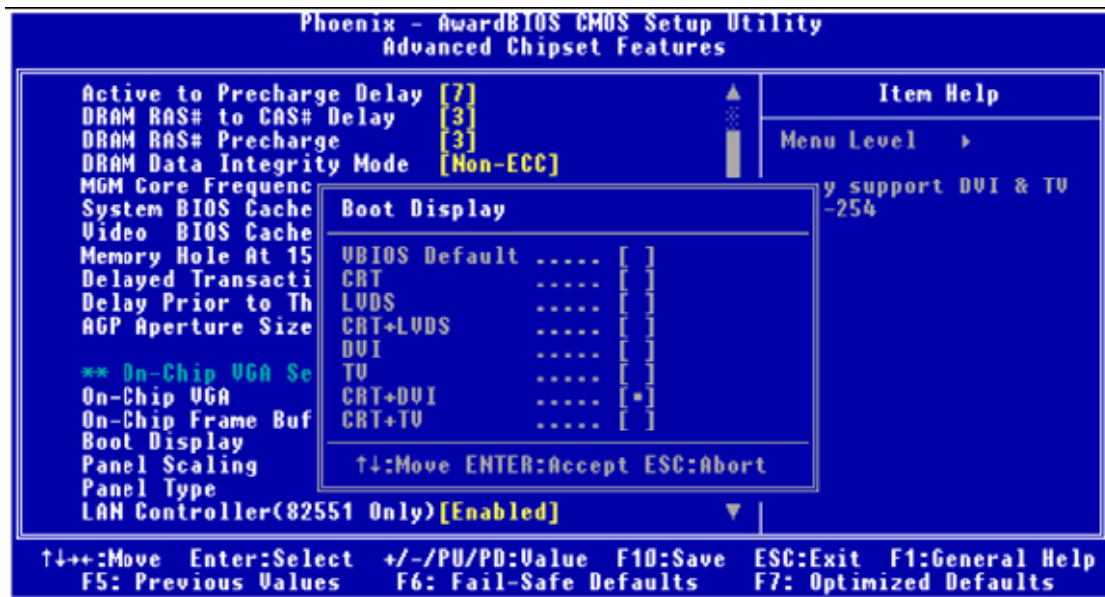 Phoenix - AwardBIOS CMOS Setup Utility
Advanced Chipset Features
Active to Precharge Delay [7]
DRAM RAS# to CAS# Delay [3]
DRAM RAS# Precharge [3]
DRAM Data Integrity Mode [Non-ECC]
MGM Core Frequenc
System BIOS Cache
Video BIOS Cache
Memory Hole At 15
Delayed Transacti
Delay Prior to Th
AGP Aperture Size
** On-Chip VGA Se
On-Chip VGA
On-Chip Frame Buf
Boot Display
Panel Scaling
Panel Type
LAN Controller(82551 Only)[Enabled]
Boot Display
VBIOS Default ..... [ ]
CRT ..... [ ]
LVDS ..... [ ]
CRT+LVDS ..... [ ]
DVI ..... [ ]
TV ..... [ ]
CRT+DVI ..... [▪]
CRT+TV ..... [ ]
↑↓:Move ENTER:Accept ESC:Abort
Item Help
Menu Level ▸
y support DVI & TV
-254
↑↓→←:Move Enter:Select +/-/PU/PD:Value F10:Save ESC:Exit F1:General Help
F5: Previous Values F6: Fail-Safe Defaults F7: Optimized Defaults